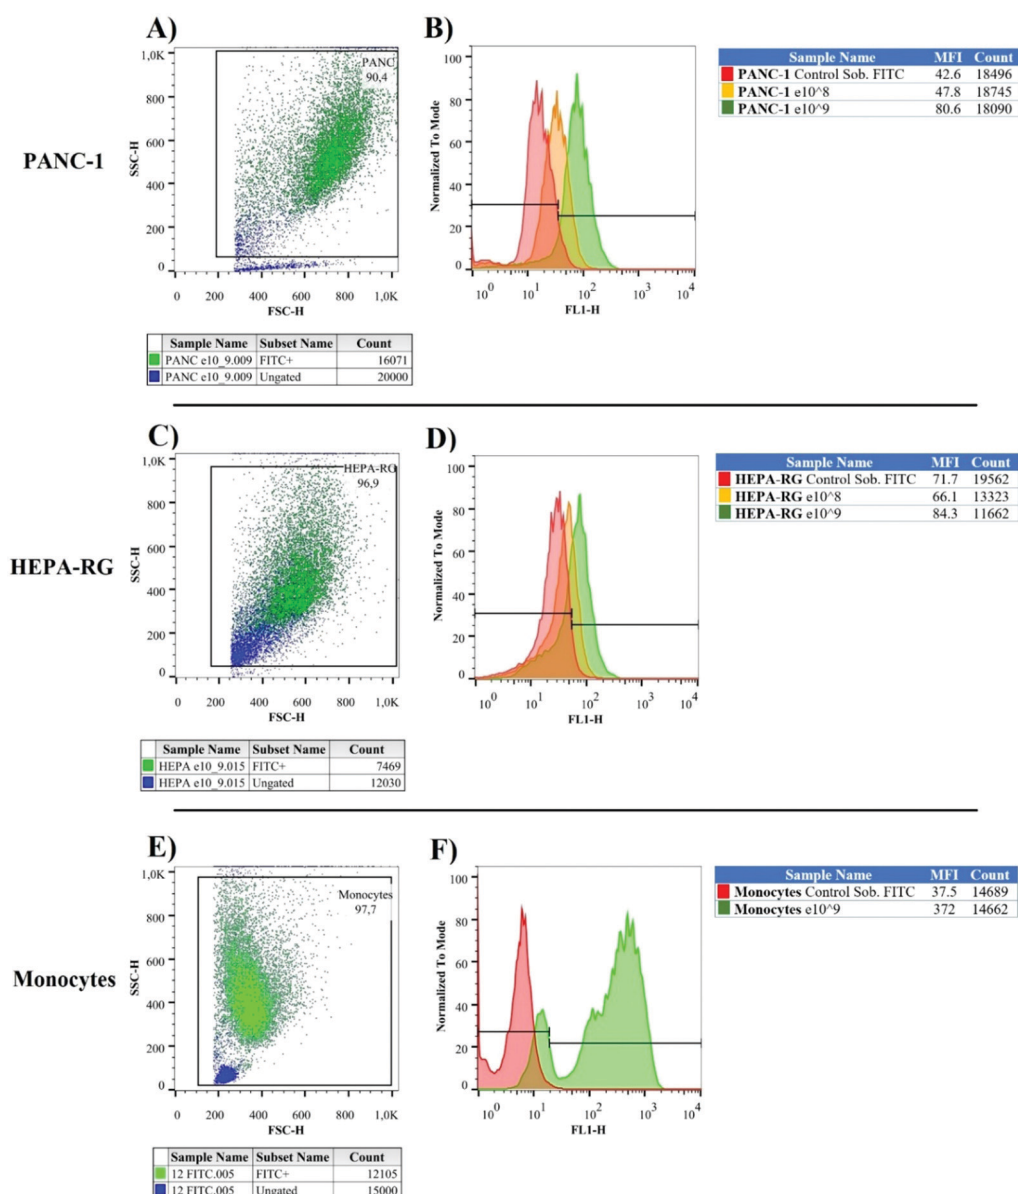 A)
B)
PANC-1
1,0K
800
600
400
200
0
SSC-H
PANC
90,4
0 200 400 600 800 1,0K
FSC-H
100
80
60
40
20
0
Normalized To Mode
10^0 10^1 10^2 10^3 10^4
FL1-H
Sample Name MFI Count
PANC-1 Control Sob. FITC 42.6 18496
PANC-1 e10^8 47.8 18745
PANC-1 e10^9 80.6 18090
Sample Name Subset Name Count
PANC e10_9.009 FITC+ 16071
PANC e10_9.009 Ungated 20000
C)
D)
HEPA-RG
1,0K
800
600
400
200
0
SSC-H
HEPA-RG
96,9
0 200 400 600 800 1,0K
FSC-H
100
80
60
40
20
0
Normalized To Mode
10^0 10^1 10^2 10^3 10^4
FL1-H
Sample Name MFI Count
HEPA-RG Control Sob. FITC 71.7 19562
HEPA-RG e10^8 66.1 13323
HEPA-RG e10^9 84.3 11662
Sample Name Subset Name Count
HEPA e10_9.015 FITC+ 7469
HEPA e10_9.015 Ungated 12030
E)
F)
Monocytes
1,0K
800
600
400
200
0
SSC-H
Monocytes
97,7
0 200 400 600 800 1,0K
FSC-H
100
80
60
40
20
0
Normalized To Mode
10^0 10^1 10^2 10^3 10^4
FL1-H
Sample Name MFI Count
Monocytes Control Sob. FITC 37.5 14689
Monocytes e10^9 372 14662
Sample Name Subset Name Count
12 FITC.005 FITC+ 12105
12 FITC.005 Ungated 15000